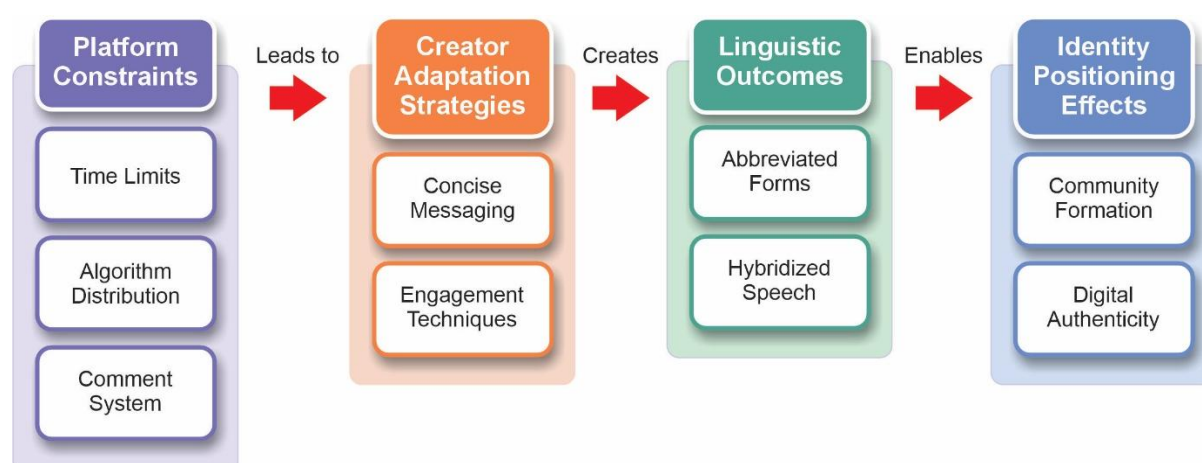 Platform
Constraints
Time Limits
Algorithm
Distribution
Comment
System
Leads to
Creator
Adaptation
Strategies
Concise
Messaging
Engagement
Techniques
Creates
Linguistic
Outcomes
Abbreviated
Forms
Hybridized
Speech
Enables
Identity
Positioning
Effects
Community
Formation
Digital
Authenticity